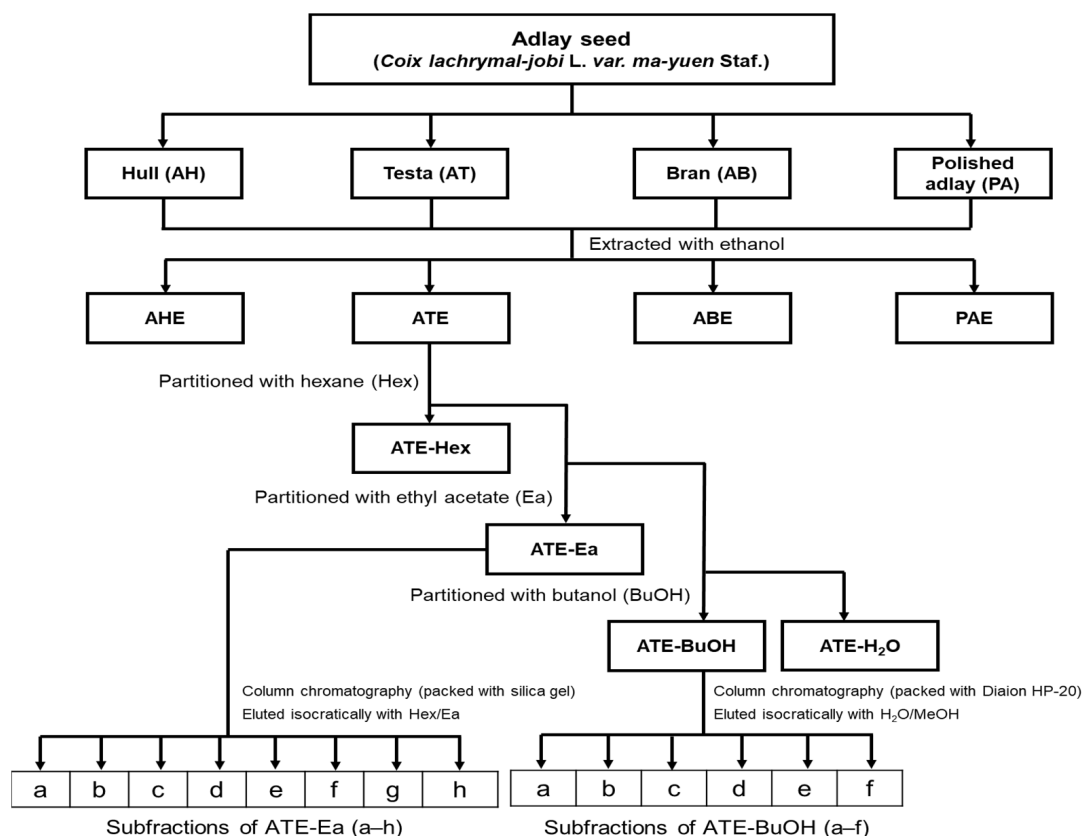 Adlay seed
(Coix lachrymal-jobi L. var. ma-yuen Staf.)
Hull (AH)
Testa (AT)
Bran (AB)
Polished
adlay (PA)
Extracted with ethanol
AHE
ATE
ABE
PAE
Partitioned with hexane (Hex)
ATE-Hex
Partitioned with ethyl acetate (Ea)
ATE-Ea
Partitioned with butanol (BuOH)
ATE-BuOH
ATE-H₂O
Column chromatography (packed with silica gel)
Eluted isocratically with Hex/Ea
Column chromatography (packed with Diaion HP-20)
Eluted isocratically with H₂O/MeOH
a b c d e f g h
a b c d e f
Subfractions of ATE-Ea (a–h)
Subfractions of ATE-BuOH (a–f)